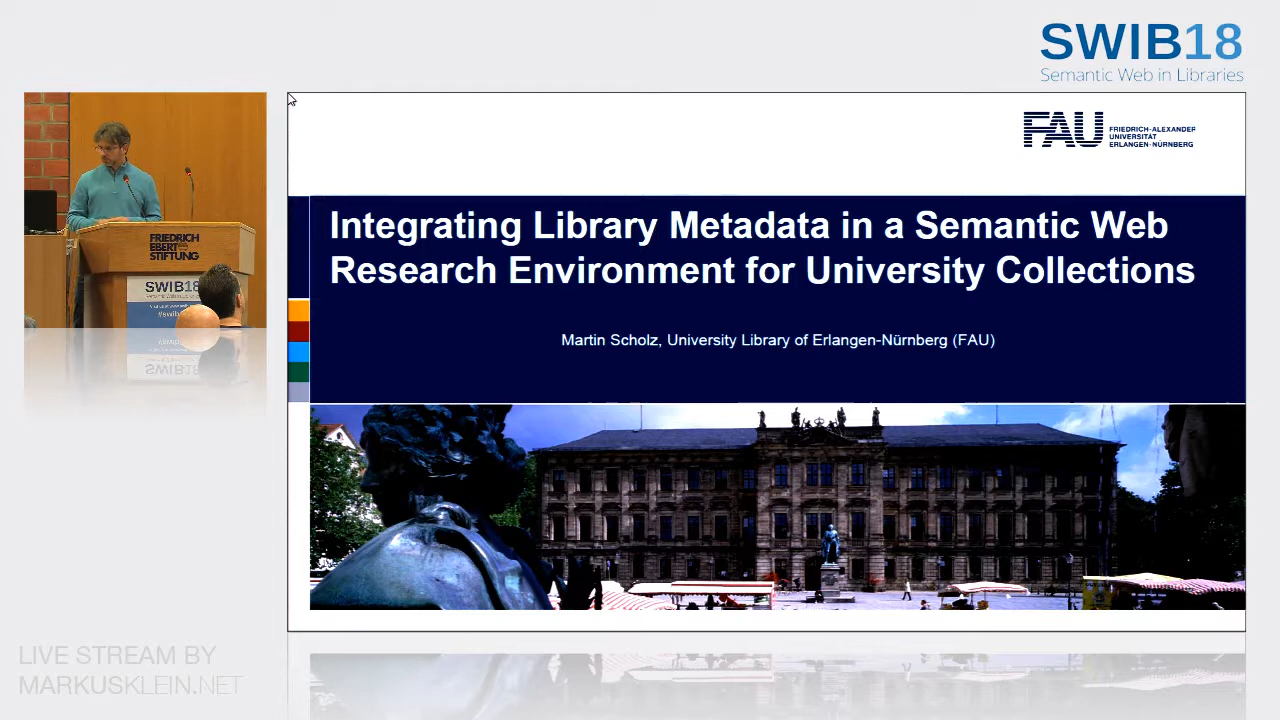 SWIB18
Semantic Web in Libraries
FAU FRIEDRICH-ALEXANDER
UNIVERSITÄT
ERLANGEN-NÜRNBERG
Integrating Library Metadata in a Semantic Web
Research Environment for University Collections
Martin Scholz, University Library of Erlangen-Nürnberg (FAU)
FRIEDRICH
EBERT
STIFTUNG
SWIB18
#swib
LIVE STREAM BY
MARKUSKLEIN.NET